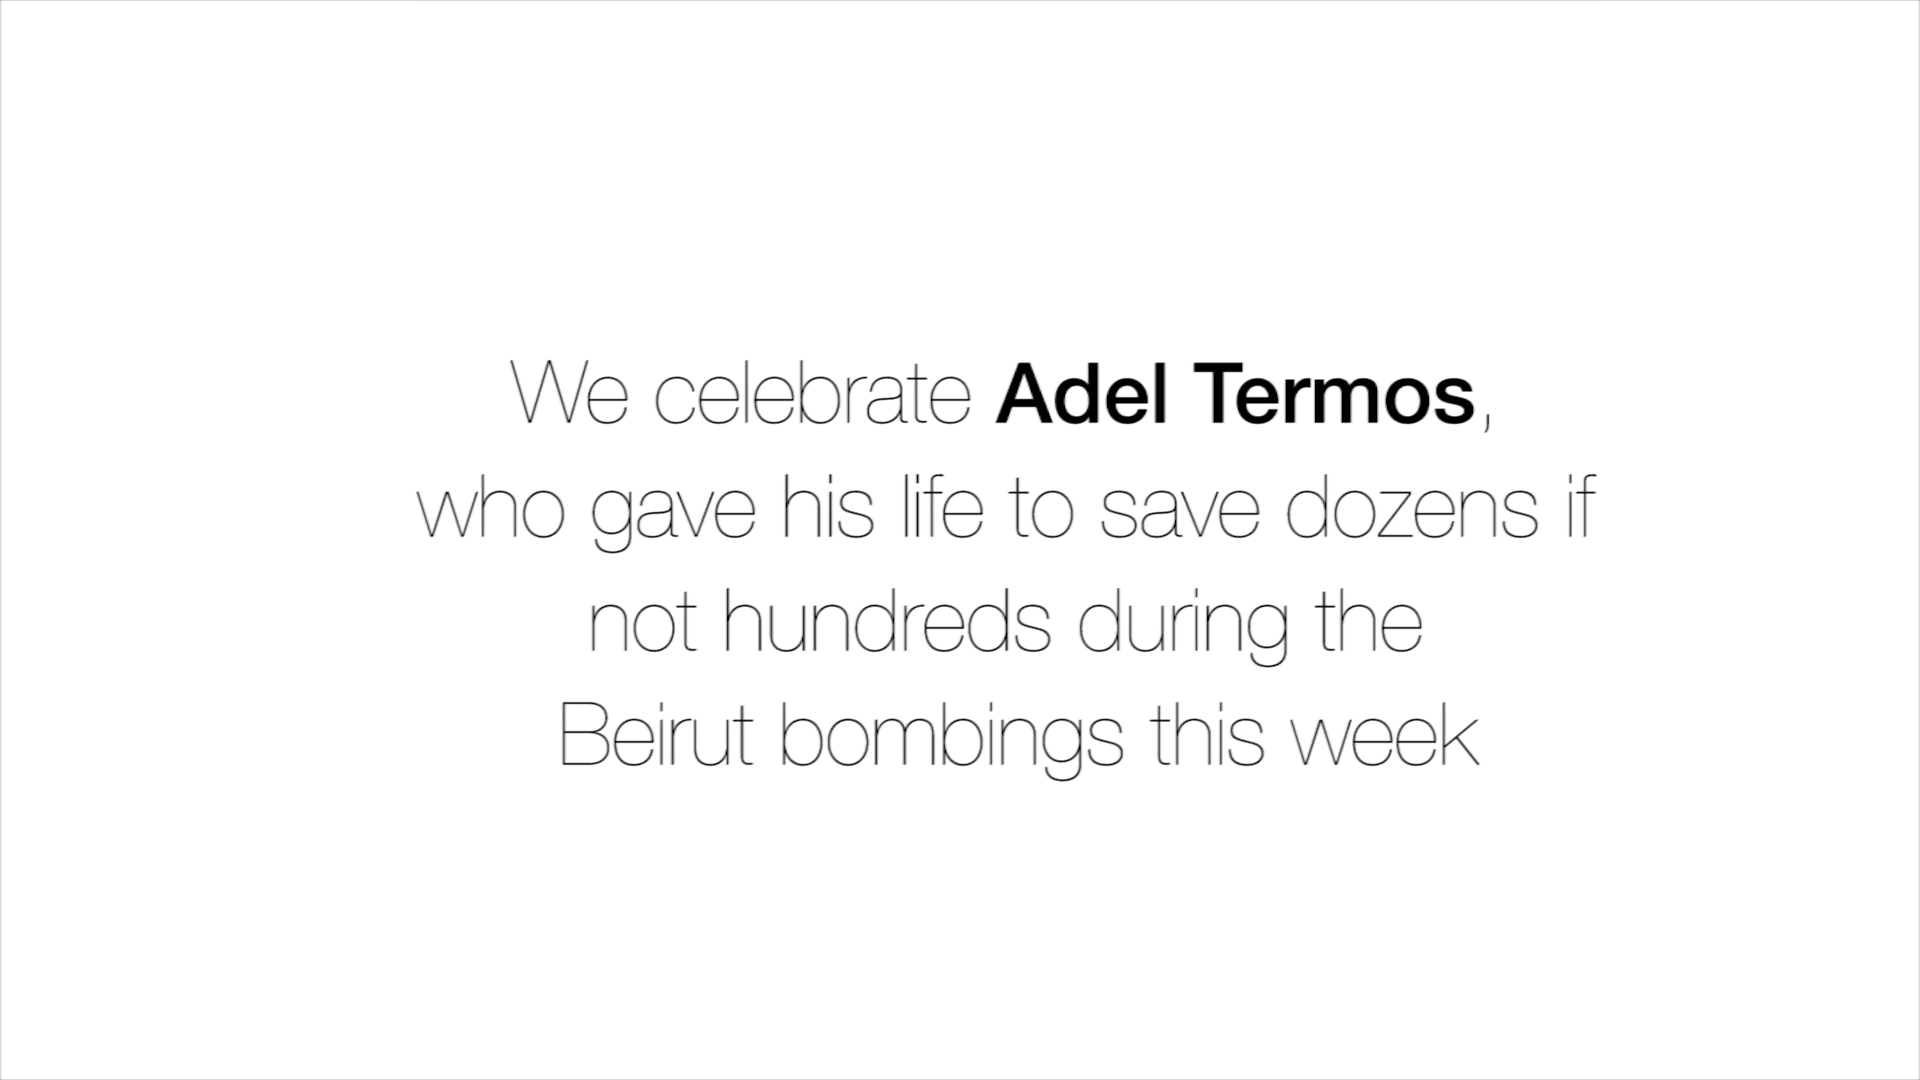 We celebrate Adel Termos,
who gave his life to save dozens if
not hundreds during the
Beirut bombings this week